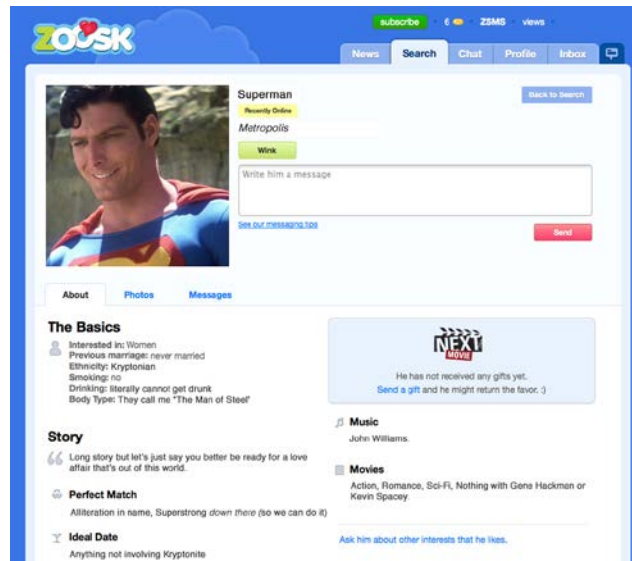 ZOOSK
subscribe 6 ZSMS views
News Search Chat Profile Inbox
Superman
Back to Search
Recently Online
Metropolis
Wink
Write him a message
See our messaging tips
Send
About Photos Messages
The Basics
Interested in: Women
Previous marriage: never married
Ethnicity: Kryptonian
Smoking: no
Drinking: literally cannot get drunk
Body Type: They call me "The Man of Steel"
Story
Long story but let's just say you better be ready for a love
affair that's out of this world.
Perfect Match
Alliteration in name, Superstrong down there (so we can do it)
Ideal Date
Anything not involving Kryptonite
NEXT
MOVIE
He has not received any gifts yet.
Send a gift and he might return the favor. :)
Music
John Williams.
Movies
Action, Romance, Sci-Fi, Nothing with Gene Hackman or
Kevin Spacey
Ask him about other interests that he likes.